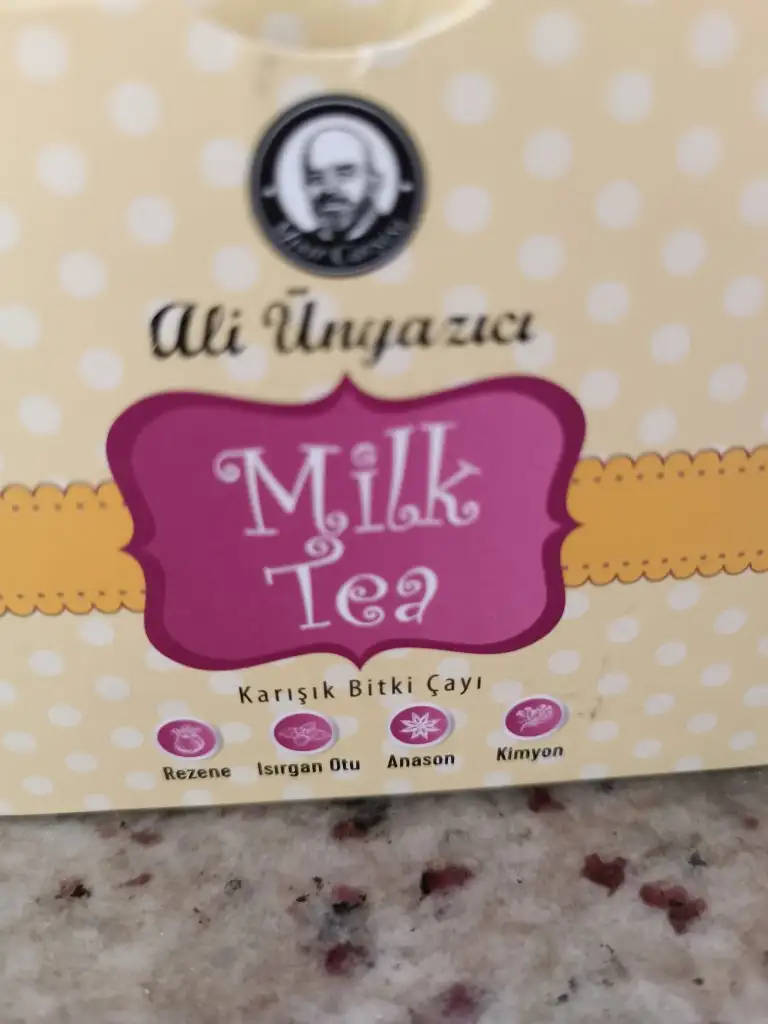 Ali Ünyazıcı
Milk
Tea
Karışık Bitki Çayı
Rezene Isırgan Otu Anason Kimyon